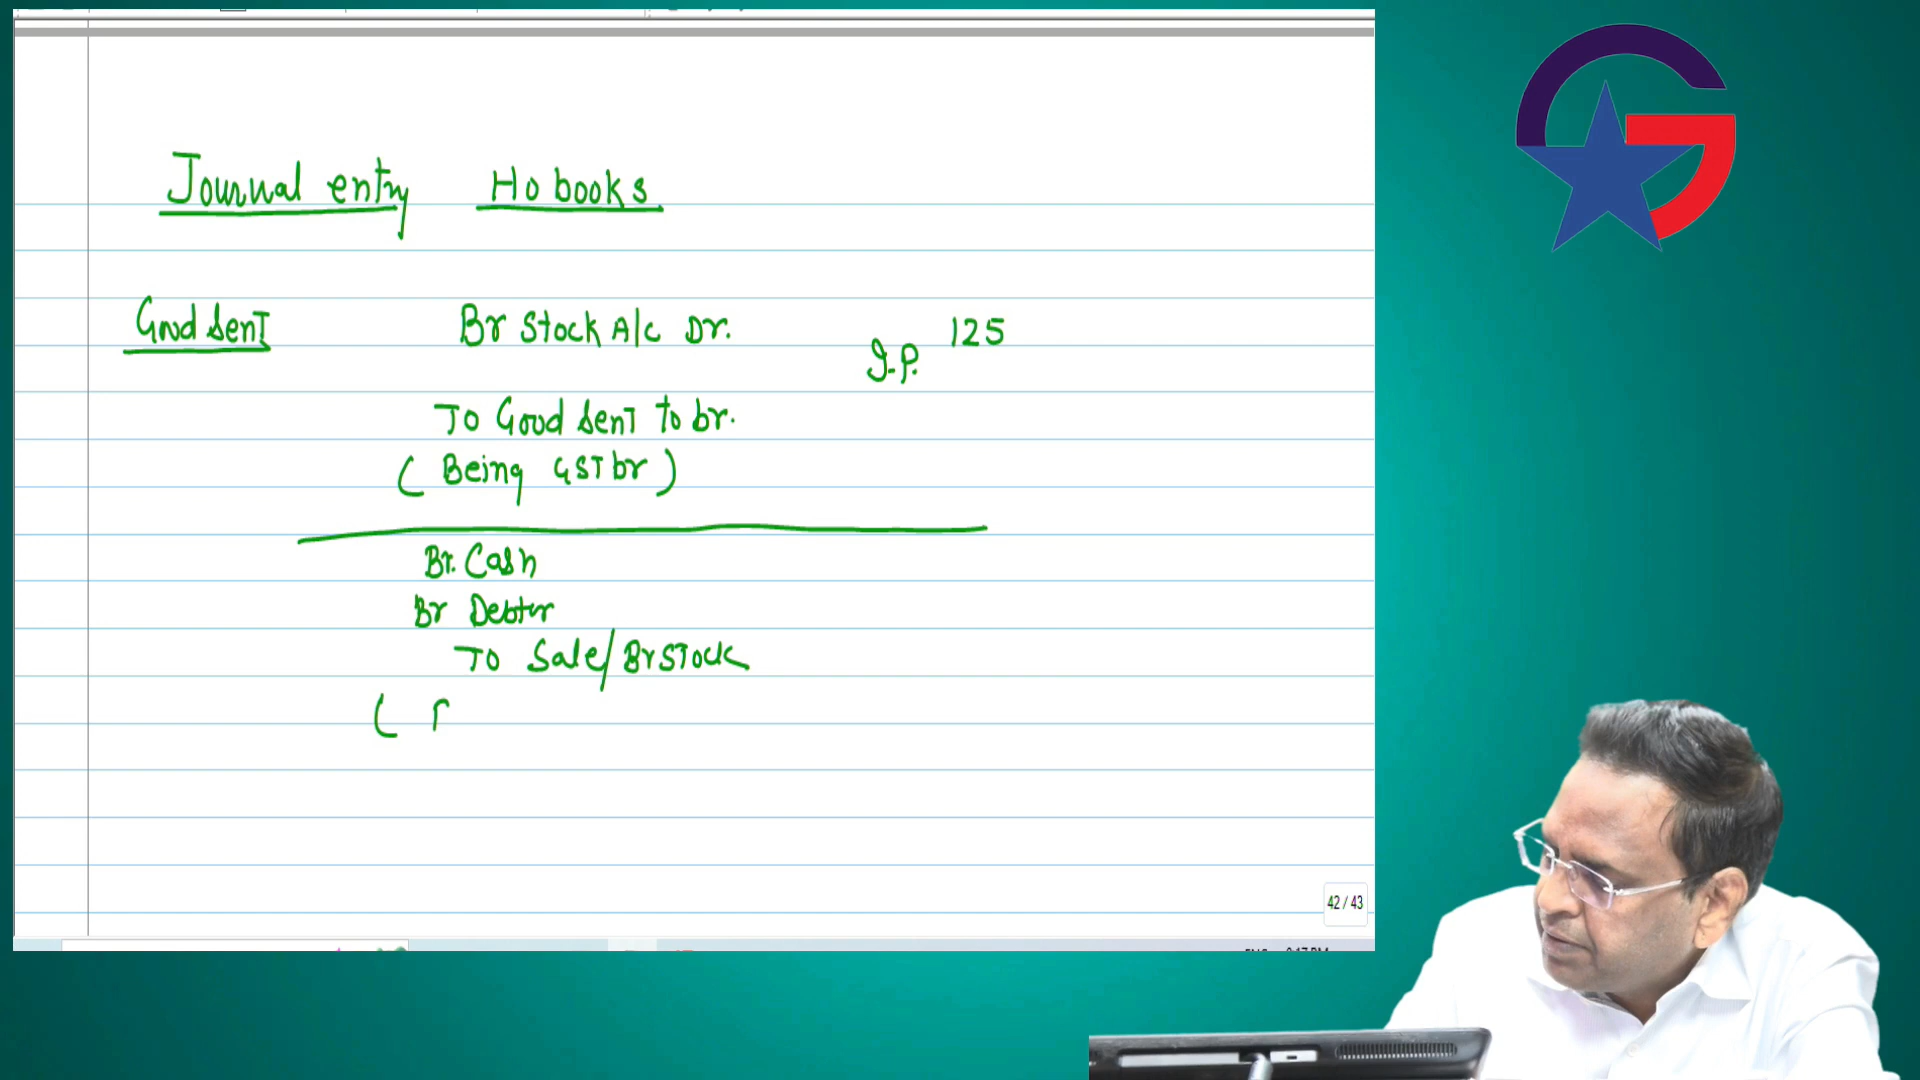 Journal entry Ho books
Good Sent Br Stock A/c Dr. 125
I.P.
To Good Sent to br.
( Being GST br )
Br. Cash
Br Debtor
To Sale/Br Stock
(
42 / 43